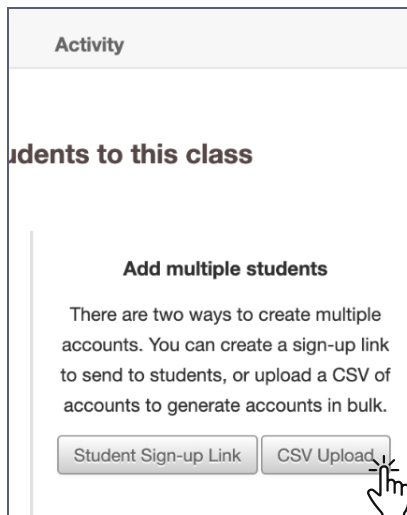 Activity
udents to this class
Add multiple students
There are two ways to create multiple
accounts. You can create a sign-up link
to send to students, or upload a CSV of
accounts to generate accounts in bulk.
Student Sign-up Link CSV Upload